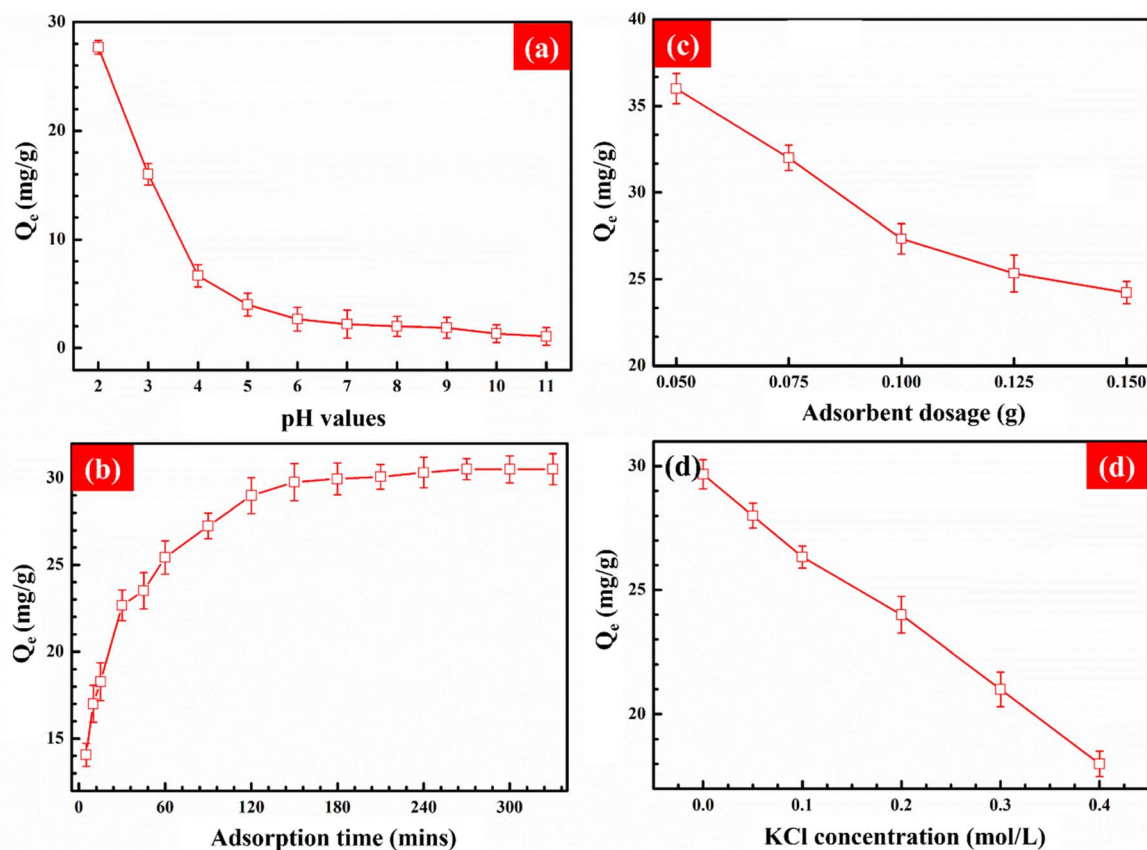 (a)
Qe (mg/g)
30
20
10
0
2 3 4 5 6 7 8 9 10 11
pH values
(c)
Qe (mg/g)
40
35
30
25
20
0.050 0.075 0.100 0.125 0.150
Adsorbent dosage (g)
(b)
Qe (mg/g)
30
25
20
15
0 60 120 180 240 300
Adsorption time (mins)
(d) (d)
Qe (mg/g)
30
26
22
18
0.0 0.1 0.2 0.3 0.4
KCl concentration (mol/L)